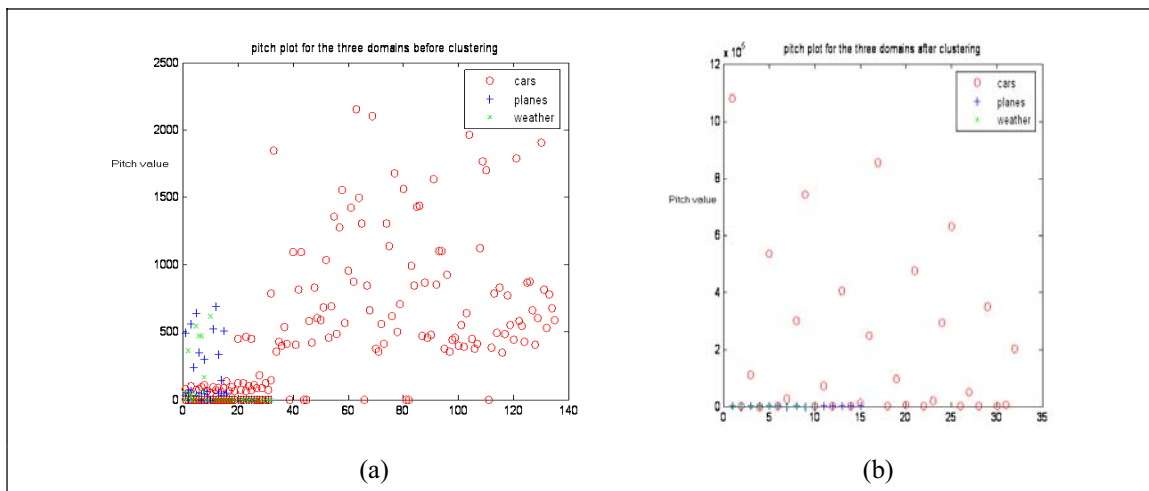 pitch plot for the three domains before clustering
2500
2000
1500
1000
500
0
Pitch value
cars
planes
weather
0 20 40 60 80 100 120 140
(a)
pitch plot for the three domains after clustering
x 10^5
12
10
8
6
4
2
0
Pitch value
cars
planes
weather
0 5 10 15 20 25 30 35
(b)